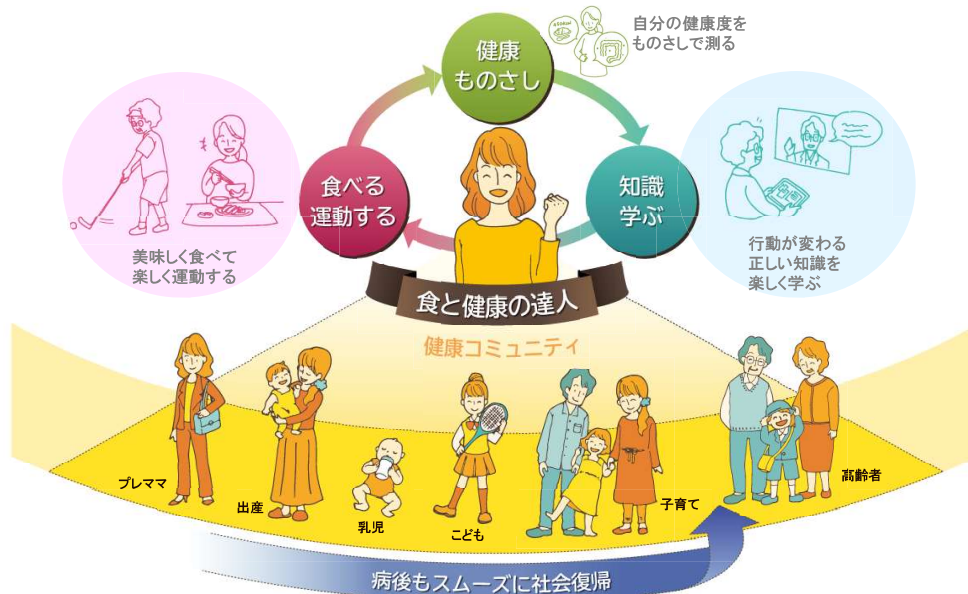 健康
ものさし
自分の健康度を
ものさしで測る
食べる
運動する
知識
学ぶ
美味しく食べて
楽しく運動する
行動が変わる
正しい知識を
楽しく学ぶ
食と健康の達人
健康コミュニティ
プレママ
出産
乳児
こども
子育て
高齢者
病後もスムーズに社会復帰